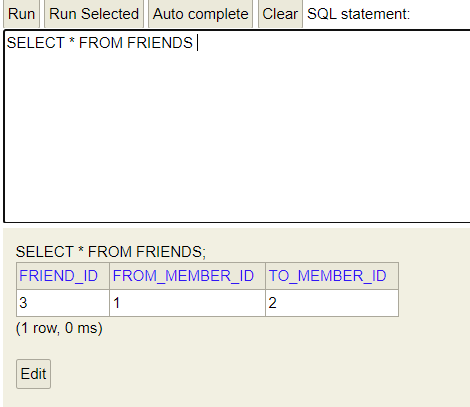 Run Run Selected Auto complete Clear SQL statement:
SELECT * FROM FRIENDS
SELECT * FROM FRIENDS;
FRIEND_ID FROM_MEMBER_ID TO_MEMBER_ID
3 1 2
(1 row, 0 ms)
Edit